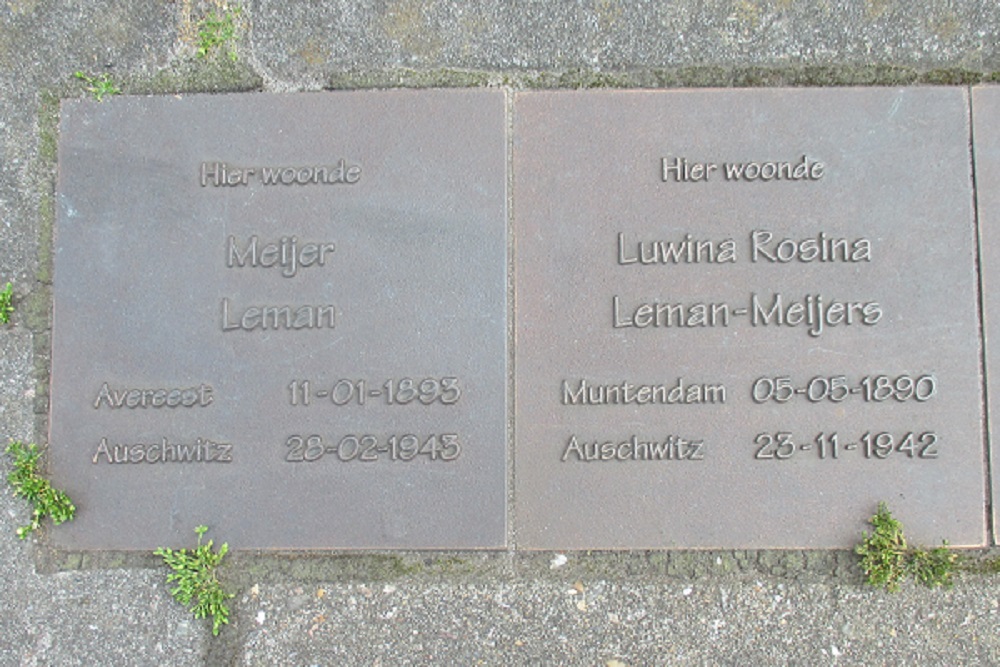 Hier woonde
Meijer
Leman
Avereest 11-01-1893
Auschwitz 28-02-1943
Hier woonde
Luwina Rosina
Leman-Meijers
Muntendam 05-05-1890
Auschwitz 23-11-1942